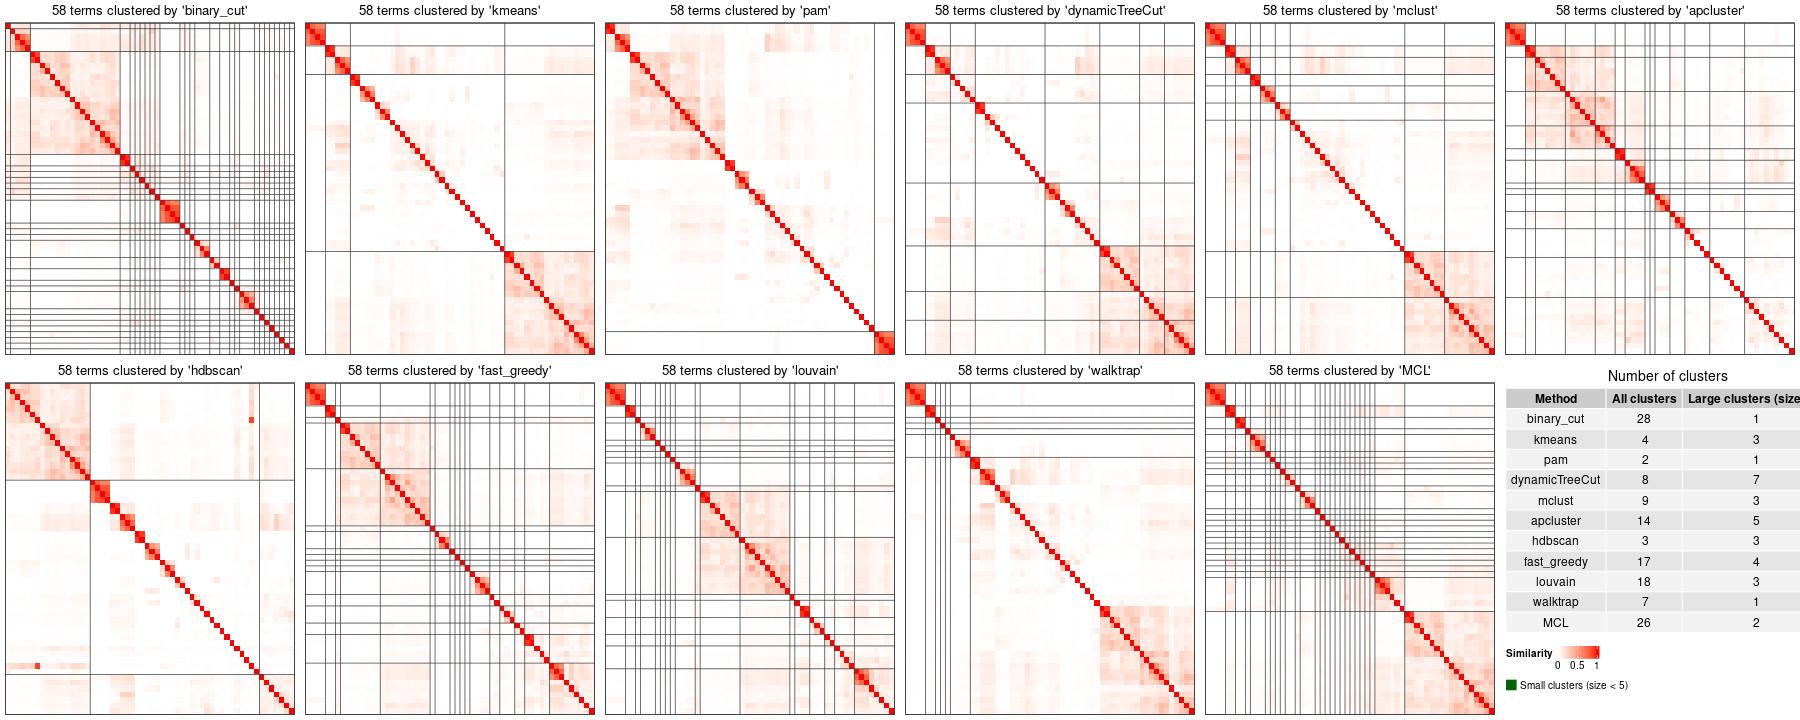 58 terms clustered by 'binary_cut'
58 terms clustered by 'kmeans'
58 terms clustered by 'pam'
58 terms clustered by 'dynamicTreeCut'
58 terms clustered by 'mclust'
58 terms clustered by 'apcluster'
58 terms clustered by 'hdbscan'
58 terms clustered by 'fast_greedy'
58 terms clustered by 'louvain'
58 terms clustered by 'walktrap'
58 terms clustered by 'MCL'
Number of clusters
Method All clusters Large clusters (size
binary_cut 28 1
kmeans 4 3
pam 2 1
dynamicTreeCut 8 7
mclust 9 3
apcluster 14 5
hdbscan 3 3
fast_greedy 17 4
louvain 18 3
walktrap 7 1
MCL 26 2
Similarity
0 0.5 1
Small clusters (size < 5)